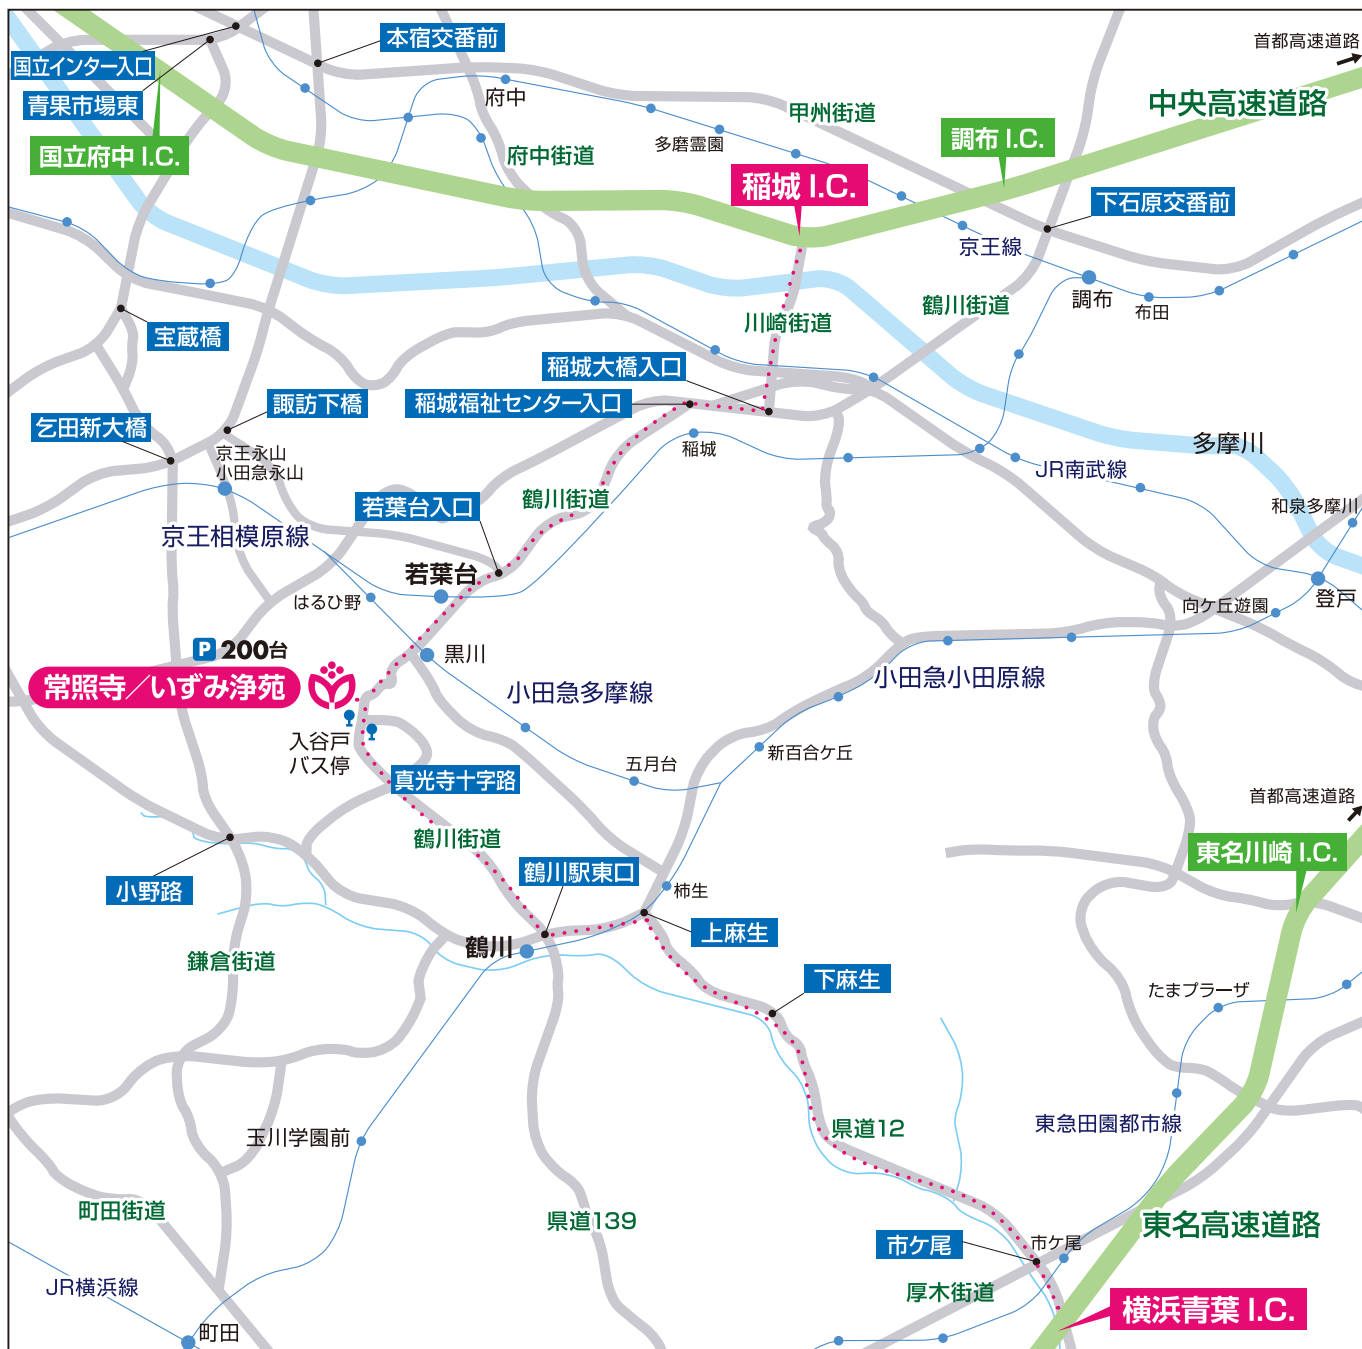 本宿交番前
首都高速道路
国立インター入口
府中
青果市場東
中央高速道路
甲州街道
調布 I.C.
多磨霊園
国立府中 I.C.
府中街道
稲城 I.C.
下石原交番前
京王線
調布
布田
鶴川街道
川崎街道
宝蔵橋
稲城大橋入口
諏訪下橋
稲城福祉センター入口
乞田新大橋
京王永山
小田急永山
稲城
多摩川
JR南武線
鶴川街道
若葉台入口
和泉多摩川
京王相模原線
若葉台
はるひ野
向ケ丘遊園
登戸
P 200台
黒川
常照寺／いずみ浄苑
小田急多摩線
小田急小田原線
入谷戸
バス停
新百合ケ丘
五月台
真光寺十字路
首都高速道路
鶴川街道
東名川崎 I.C.
鶴川駅東口
小野路
柿生
上麻生
鶴川
鎌倉街道
下麻生
たまプラーザ
県道12
東急田園都市線
玉川学園前
町田街道
県道139
東名高速道路
市ケ尾
市ケ尾
JR横浜線
厚木街道
横浜青葉 I.C.
町田